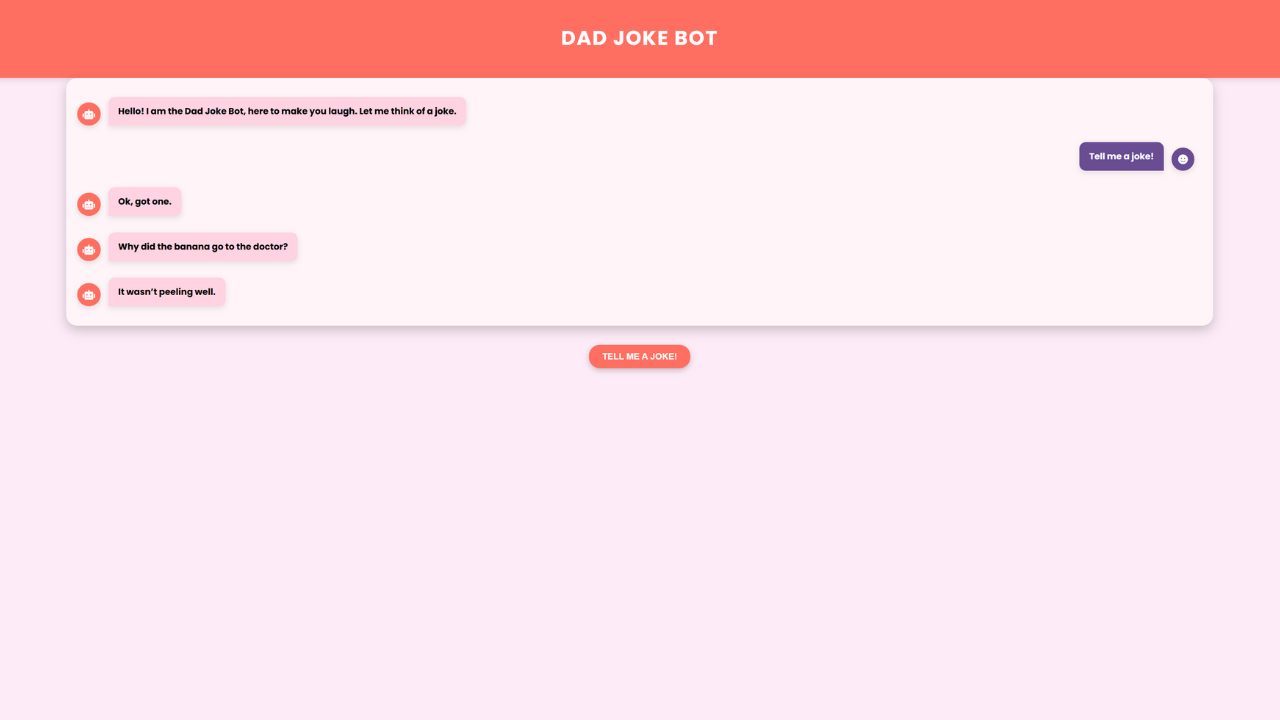 DAD JOKE BOT
Hello! I am the Dad Joke Bot, here to make you laugh. Let me think of a joke.
Tell me a joke!
Ok, got one.
Why did the banana go to the doctor?
It wasn’t peeling well.
TELL ME A JOKE!